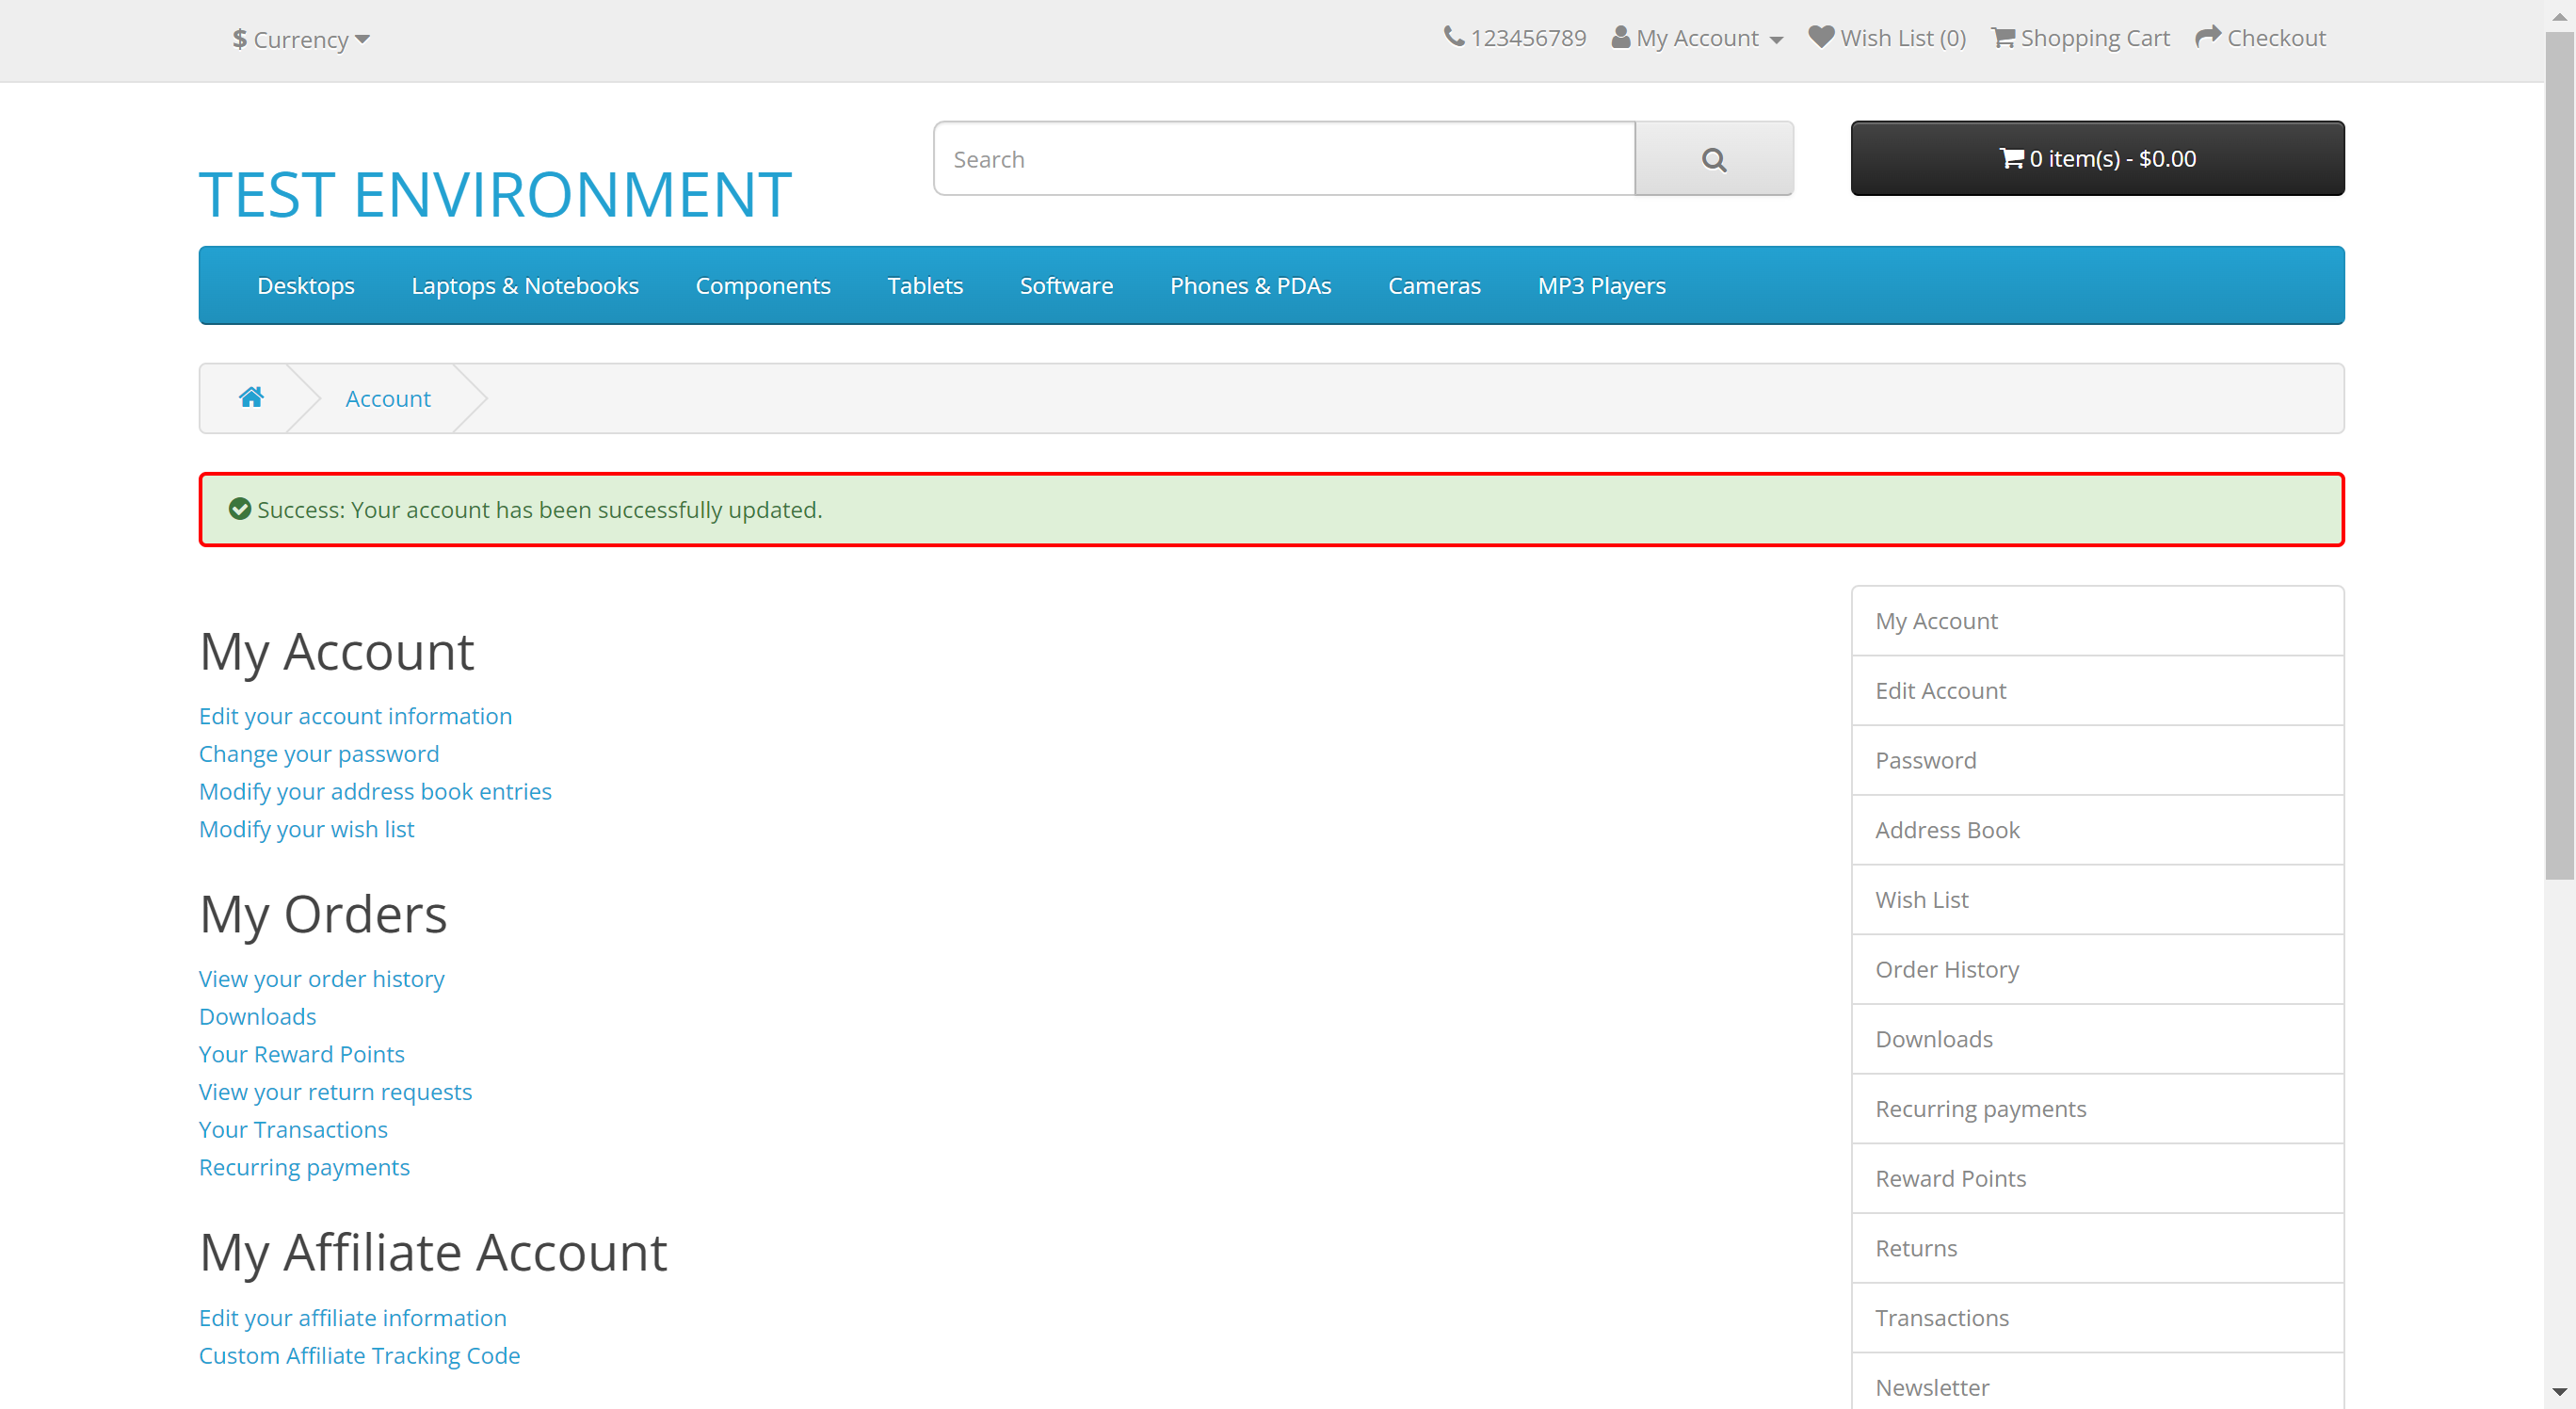 $ Currency
123456789 My Account Wish List (0) Shopping Cart Checkout
TEST ENVIRONMENT
Search
0 item(s) - $0.00
Desktops Laptops & Notebooks Components Tablets Software Phones & PDAs Cameras MP3 Players
Account
Success: Your account has been successfully updated.
My Account
Edit your account information
Change your password
Modify your address book entries
Modify your wish list
My Orders
View your order history
Downloads
Your Reward Points
View your return requests
Your Transactions
Recurring payments
My Affiliate Account
Edit your affiliate information
Custom Affiliate Tracking Code
My Account
Edit Account
Password
Address Book
Wish List
Order History
Downloads
Recurring payments
Reward Points
Returns
Transactions
Newsletter